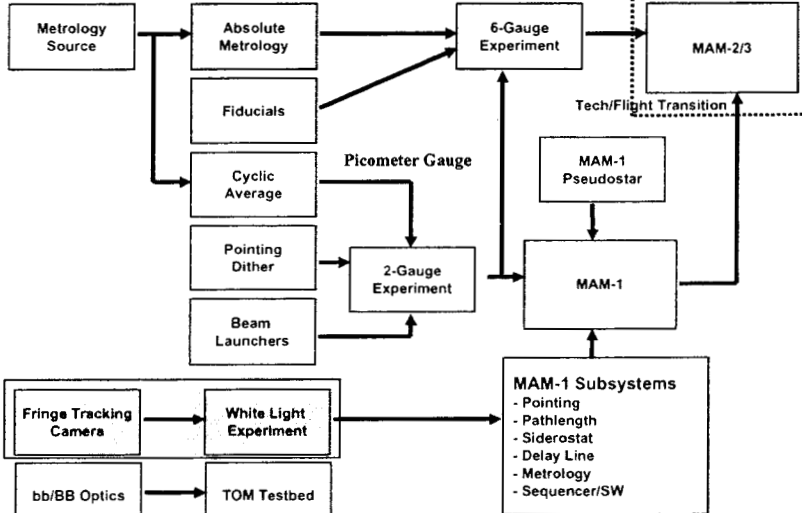 Metrology
Source
Absolute
Metrology
6-Gauge
Experiment
MAM-2/3
Tech/Flight Transition
Fiducials
Picometer Gauge
Cyclic
Average
MAM-1
Pseudostar
Pointing
Dither
2-Gauge
Experiment
MAM-1
Beam
Launchers
MAM-1 Subsystems
- Pointing
- Pathlength
- Siderostat
- Delay Line
- Metrology
- Sequencer/SW
Fringe Tracking
Camera
White Light
Experiment
bb/BB Optics
TOM Testbed